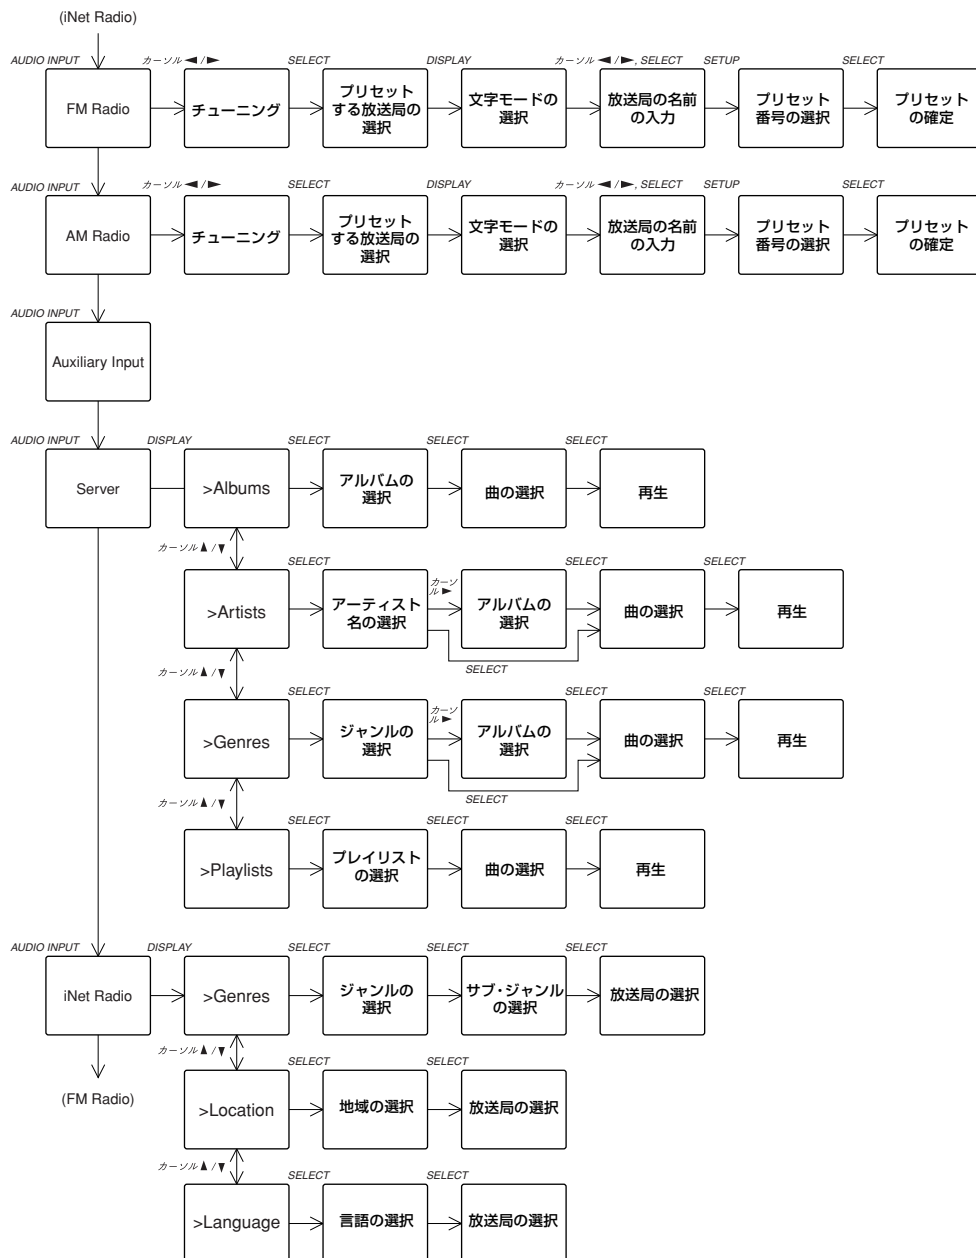 (iNet Radio)
AUDIO INPUT
カーソル ◀ / ▶
SELECT
DISPLAY
カーソル ◀ / ▶, SELECT
SETUP
SELECT
FM Radio
チューニング
プリセット
する放送局の
選択
文字モードの
選択
放送局の名前
の入力
プリセット
番号の選択
プリセット
の確定
AUDIO INPUT
カーソル ◀ / ▶
SELECT
DISPLAY
カーソル ◀ / ▶, SELECT
SETUP
SELECT
AM Radio
チューニング
プリセット
する放送局の
選択
文字モードの
選択
放送局の名前
の入力
プリセット
番号の選択
プリセット
の確定
AUDIO INPUT
Auxiliary Input
AUDIO INPUT
DISPLAY
SELECT
SELECT
SELECT
Server
>Albums
アルバムの
選択
曲の選択
再生
カーソル ▲ / ▼
SELECT
カーソ
ル ▶
SELECT
SELECT
>Artists
アーティスト
名の選択
アルバムの
選択
曲の選択
再生
SELECT
カーソル ▲ / ▼
SELECT
カーソ
ル ▶
SELECT
SELECT
>Genres
ジャンルの
選択
アルバムの
選択
曲の選択
再生
SELECT
カーソル ▲ / ▼
SELECT
SELECT
SELECT
>Playlists
プレイリスト
の選択
曲の選択
再生
AUDIO INPUT
DISPLAY
SELECT
SELECT
SELECT
iNet Radio
>Genres
ジャンルの
選択
サブ・ジャンル
の選択
放送局の選択
カーソル ▲ / ▼
SELECT
SELECT
(FM Radio)
>Location
地域の選択
放送局の選択
カーソル ▲ / ▼
SELECT
SELECT
>Language
言語の選択
放送局の選択